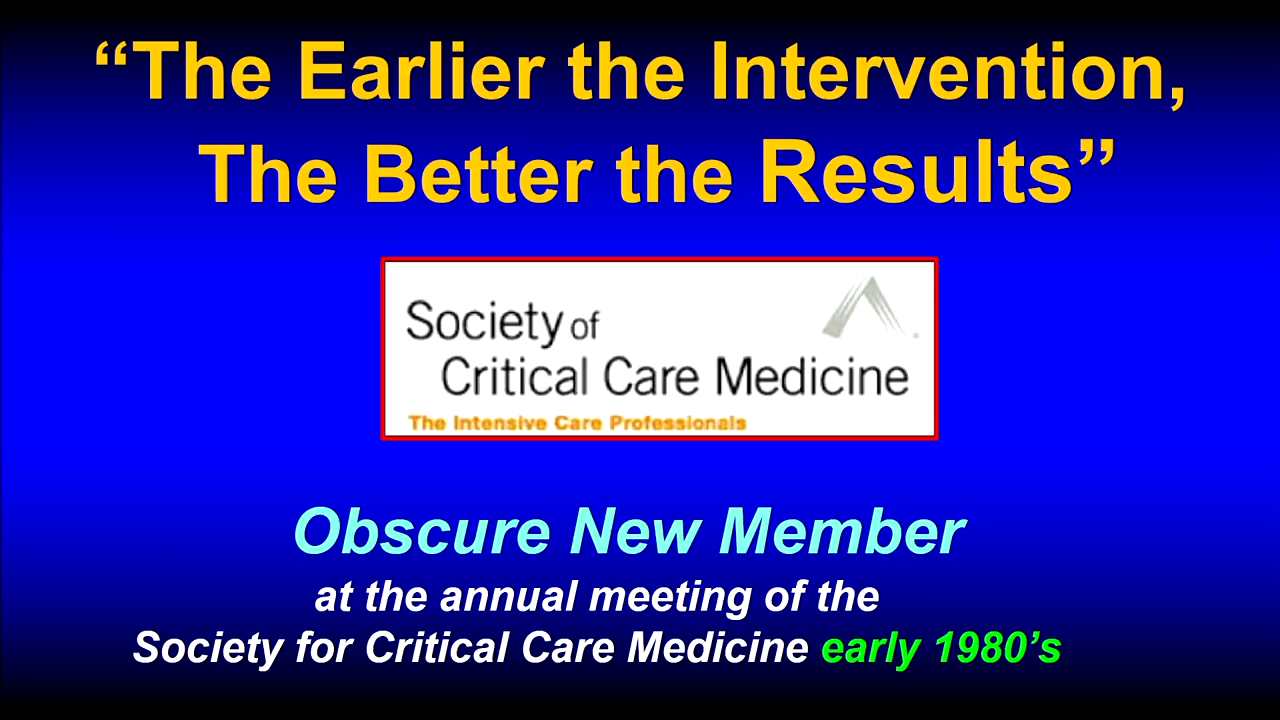 “The Earlier the Intervention,
The Better the Results”
Society of
Critical Care Medicine
The Intensive Care Professionals
Obscure New Member
at the annual meeting of the
Society for Critical Care Medicine early 1980’s